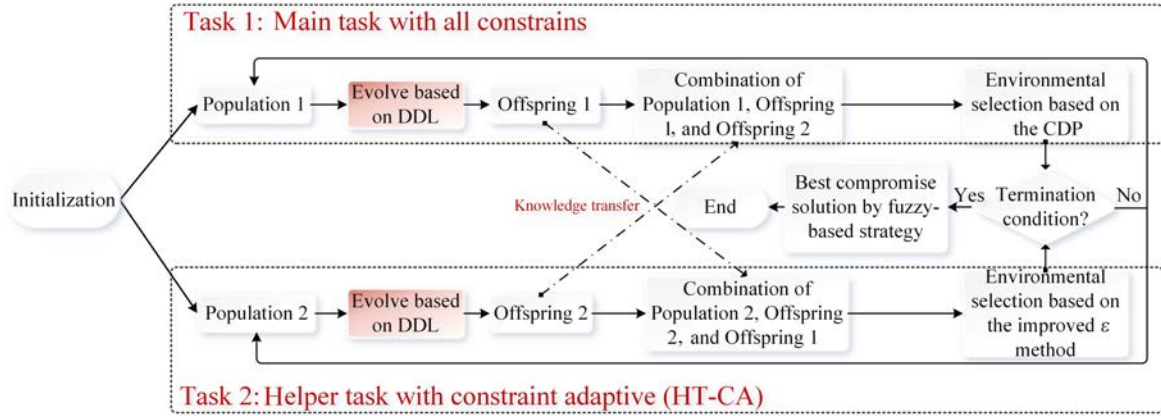 Task 1: Main task with all constrains
Population 1
Evolve based
on DDL
Offspring 1
Combination of
Population 1, Offspring
1, and Offspring 2
Environmental
selection based on
the CDP
Initialization
Knowledge transfer
End
Best compromise
solution by fuzzy-
based strategy
Yes
Termination
condition?
No
Population 2
Evolve based
on DDL
Offspring 2
Combination of
Population 2, Offspring
2, and Offspring 1
Environmental
selection based on
the improved ε
method
Task 2: Helper task with constraint adaptive (HT-CA)